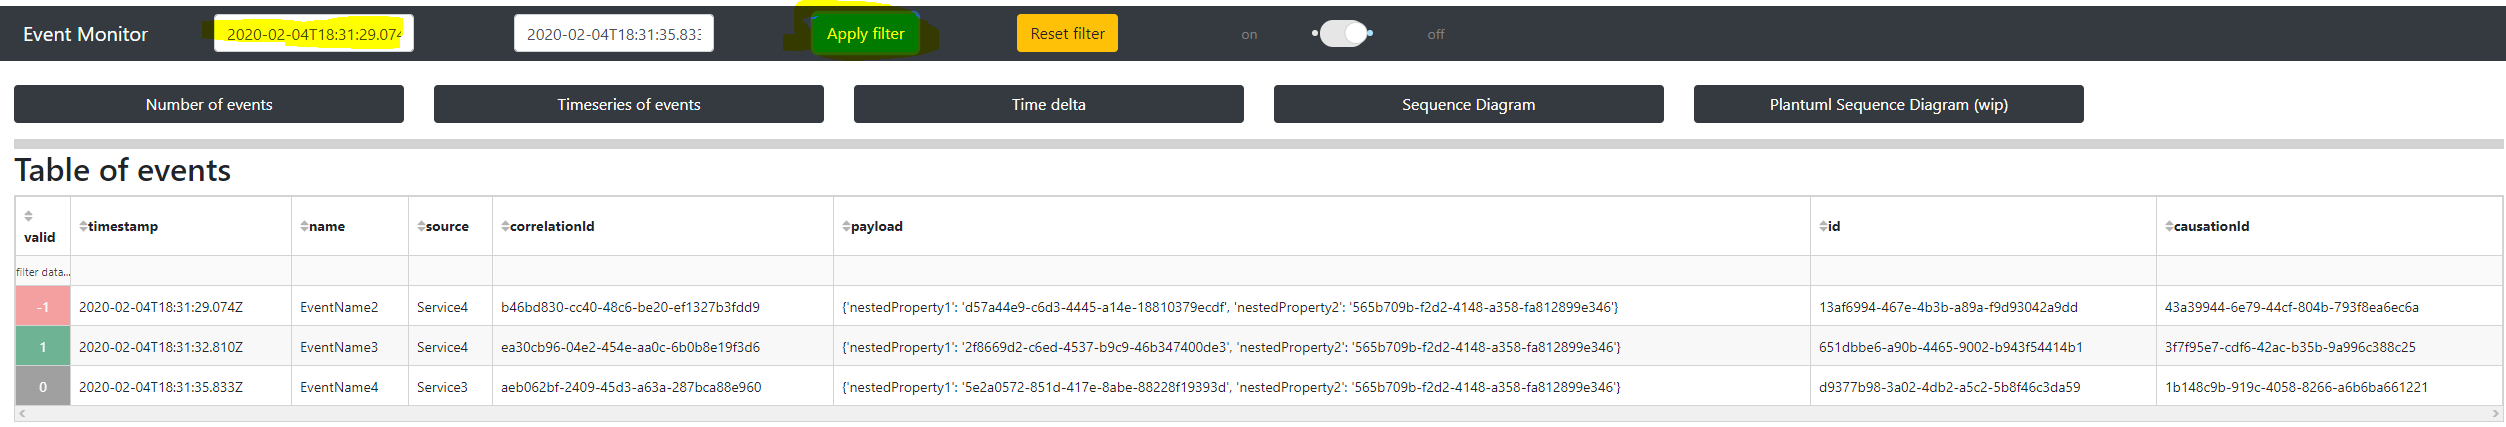 Event Monitor 2020-02-04T18:31:29.074 2020-02-04T18:31:35.833 Apply filter Reset filter on off
Number of events Timeseries of events Time delta Sequence Diagram Plantuml Sequence Diagram (wip)
Table of events
valid timestamp name source correlationId payload id causationId
filter data...
-1 2020-02-04T18:31:29.074Z EventName2 Service4 b46bd830-cc40-48c6-be20-ef1327b3fdd9 {'nestedProperty1': 'd57a44e9-c6d3-4445-a14e-18810379ecdf', 'nestedProperty2': '565b709b-f2d2-4148-a358-fa812899e346'} 13af6994-467e-4b3b-a89a-f9d93042a9dd 43a39944-6e79-44cf-804b-793f8ea6ec6a
1 2020-02-04T18:31:32.810Z EventName3 Service4 ea30cb96-04e2-454e-aa0c-6b0b8e19f3d6 {'nestedProperty1': '2f8669d2-c6ed-4537-b9c9-46b347400de3', 'nestedProperty2': '565b709b-f2d2-4148-a358-fa812899e346'} 651dbbe6-a90b-4465-9002-b943f54414b1 3f7f95e7-cdf6-42ac-b35b-9a996c388c25
0 2020-02-04T18:31:35.833Z EventName4 Service3 aeb062bf-2409-45d3-a63a-287bca88e960 {'nestedProperty1': '5e2a0572-851d-417e-8abe-88228f19393d', 'nestedProperty2': '565b709b-f2d2-4148-a358-fa812899e346'} d9377b98-3a02-4db2-a5c2-5b8f46c3da59 1b148c9b-919c-4058-8266-a6b6ba661221